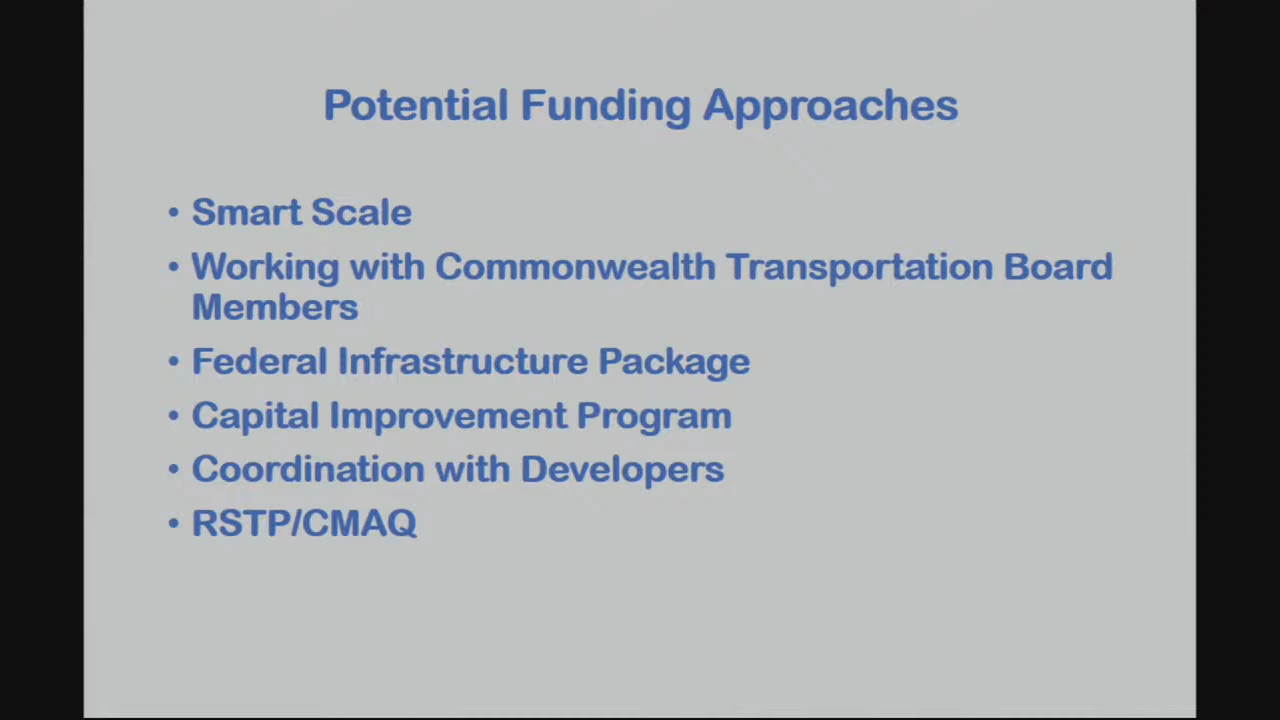 Potential Funding Approaches
• Smart Scale
• Working with Commonwealth Transportation Board
Members
• Federal Infrastructure Package
• Capital Improvement Program
• Coordination with Developers
• RSTP/CMAQ